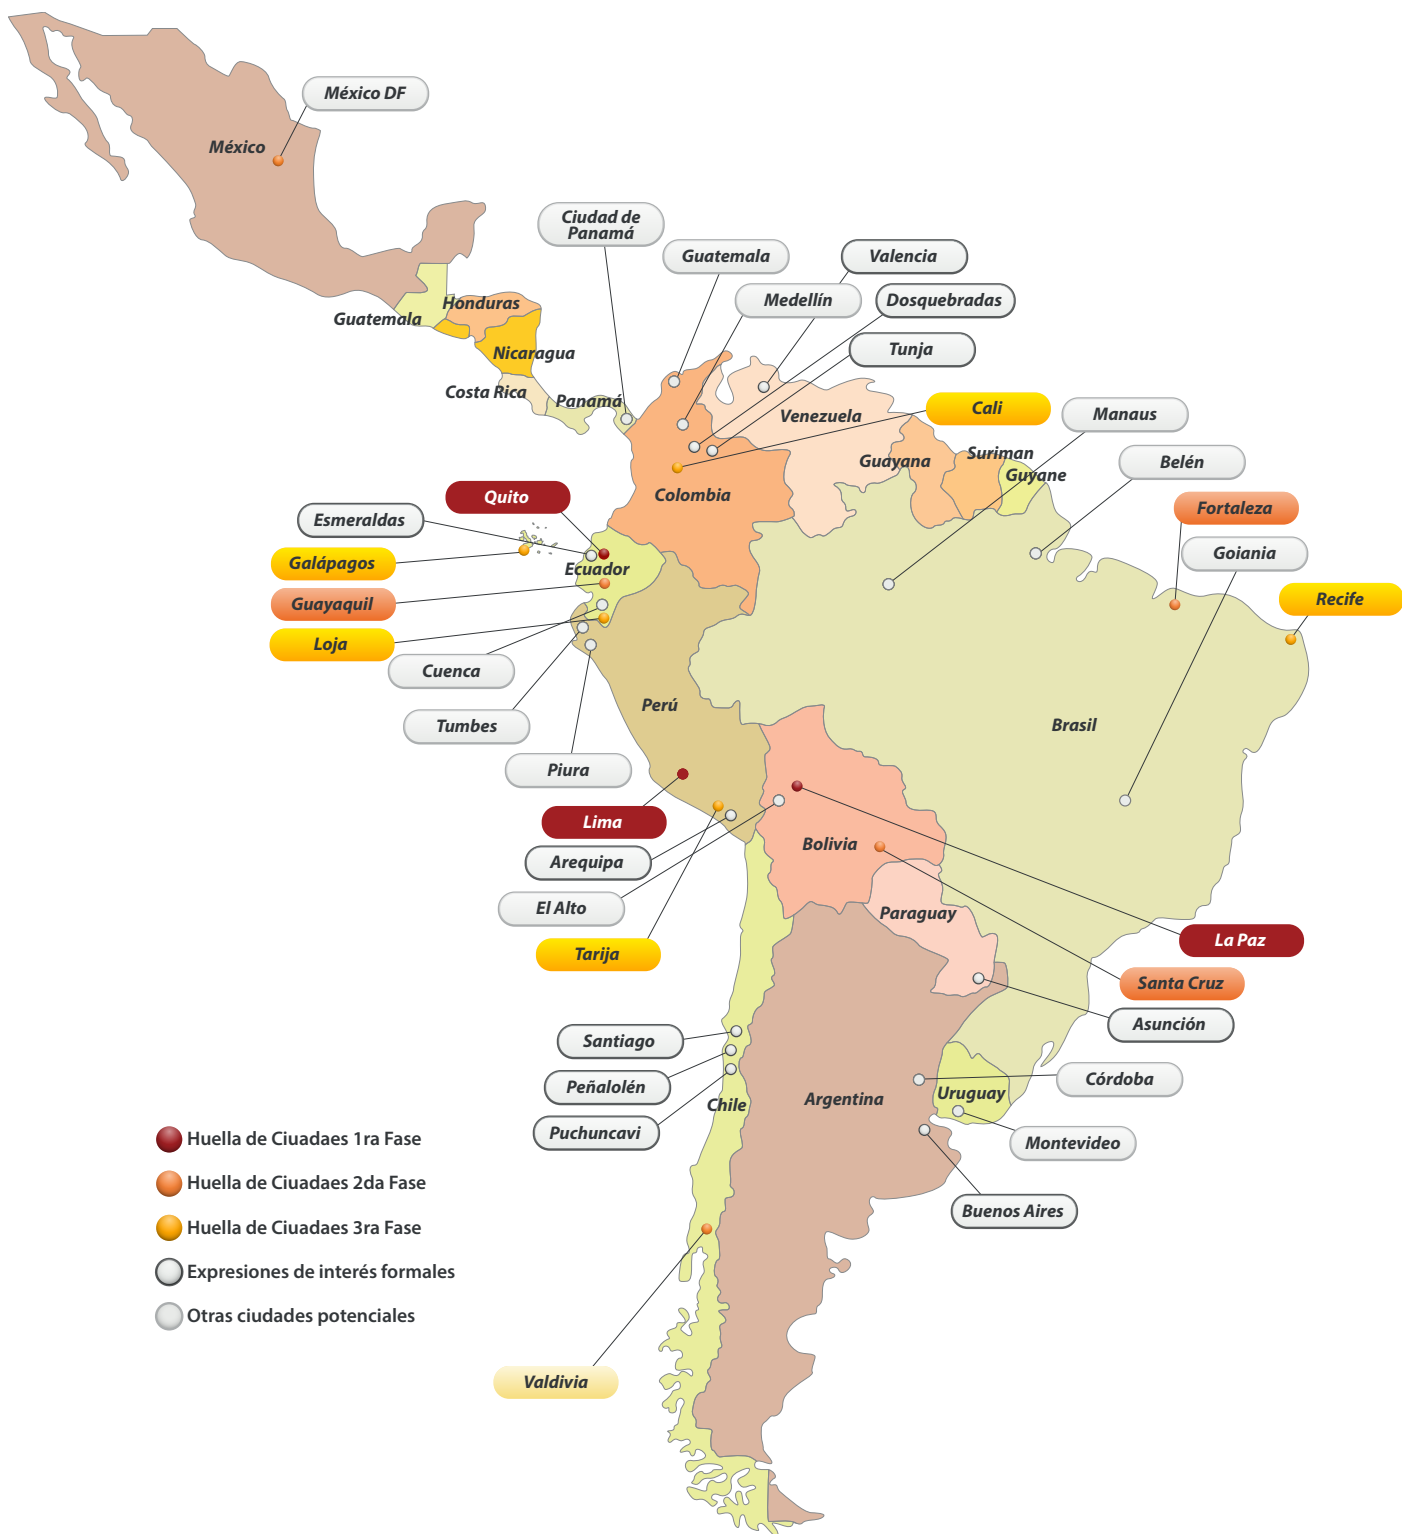 México DF
México
Ciudad de
Panamá
Guatemala
Valencia
Medellín
Dosquebradas
Tunja
Honduras
Guatemala
Nicaragua
Costa Rica
Panamá
Venezuela
Cali
Manaus
Guayana
Suriman
Guyane
Belén
Colombia
Quito
Esmeraldas
Fortaleza
Goiania
Galápagos
Ecuador
Guayaquil
Recife
Loja
Cuenca
Perú
Tumbes
Brasil
Piura
Lima
Bolivia
Arequipa
El Alto
Paraguay
Tarija
La Paz
Santa Cruz
Asunción
Santiago
Peñalolén
Córdoba
Chile
Argentina
Uruguay
Puchuncavi
Montevideo
Buenos Aires
Huella de Ciuadaes 1ra Fase
Huella de Ciuadaes 2da Fase
Huella de Ciuadaes 3ra Fase
Expresiones de interés formales
Otras ciudades potenciales
Valdivia